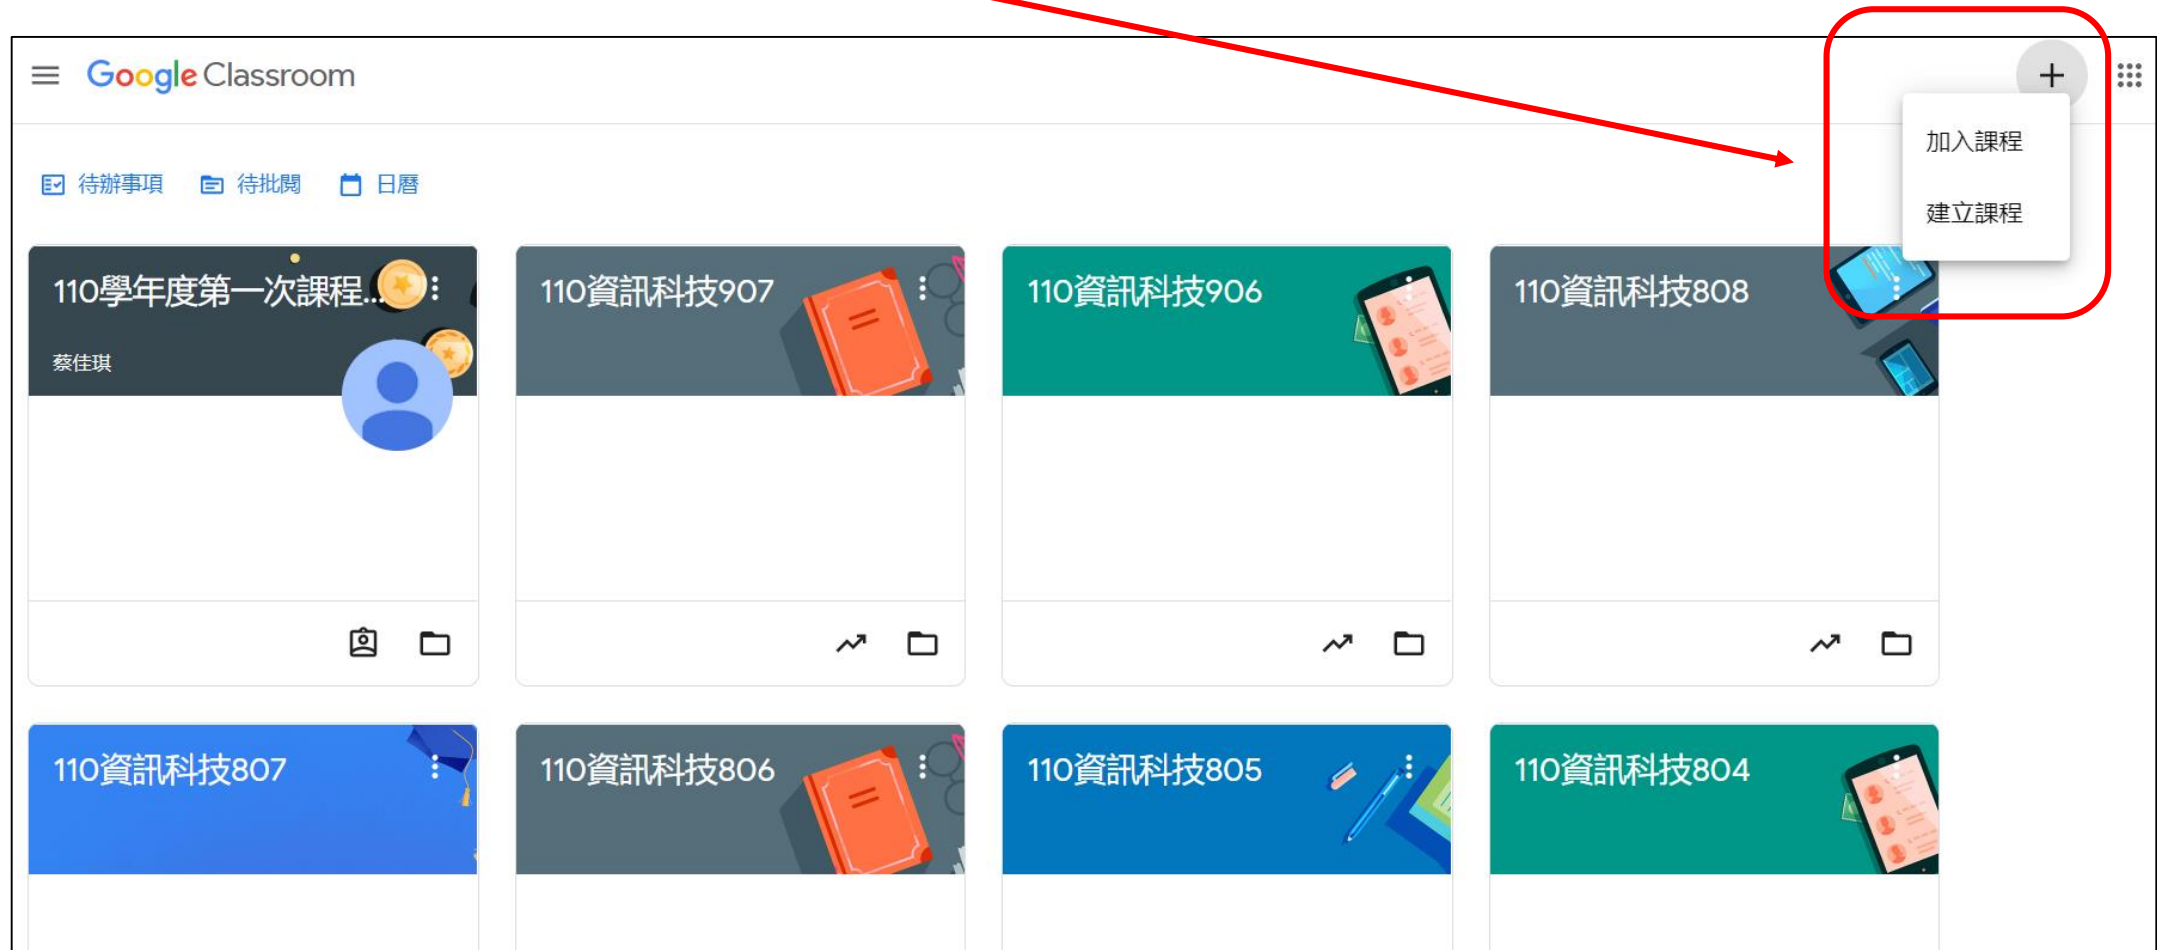 Google Classroom
加入課程
建立課程
待辦事項 待批閱 日曆
110學年度第一次課程...
蔡佳琪
110資訊科技907
110資訊科技906
110資訊科技808
110資訊科技807
110資訊科技806
110資訊科技805
110資訊科技804